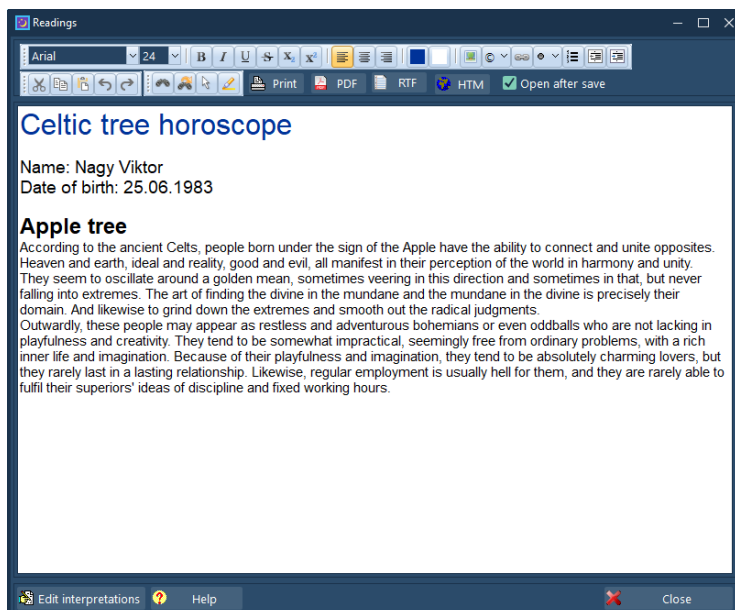 Readings
Arial 24 B I U S X₂ X²
Print PDF RTF HTM Open after save
Celtic tree horoscope
Name: Nagy Viktor
Date of birth: 25.06.1983
Apple tree
According to the ancient Celts, people born under the sign of the Apple have the ability to connect and unite opposites.
Heaven and earth, ideal and reality, good and evil, all manifest in their perception of the world in harmony and unity.
They seem to oscillate around a golden mean, sometimes veering in this direction and sometimes in that, but never
falling into extremes. The art of finding the divine in the mundane and the mundane in the divine is precisely their
domain. And likewise to grind down the extremes and smooth out the radical judgments.
Outwardly, these people may appear as restless and adventurous bohemians or even oddballs who are not lacking in
playfulness and creativity. They tend to be somewhat impractical, seemingly free from ordinary problems, with a rich
inner life and imagination. Because of their playfulness and imagination, they tend to be absolutely charming lovers, but
they rarely last in a lasting relationship. Likewise, regular employment is usually hell for them, and they are rarely able to
fulfil their superiors' ideas of discipline and fixed working hours.
Edit interpretations Help Close